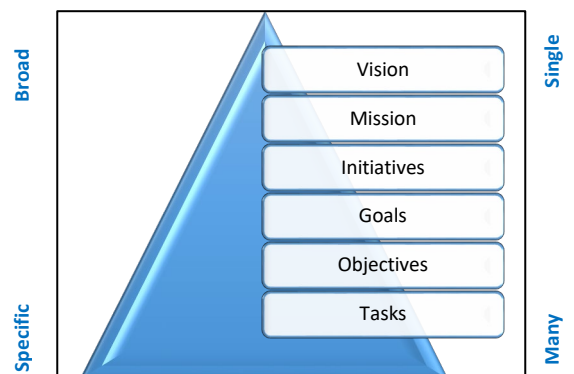 Broad
Single
Vision
Mission
Initiatives
Goals
Objectives
Tasks
Specific
Many